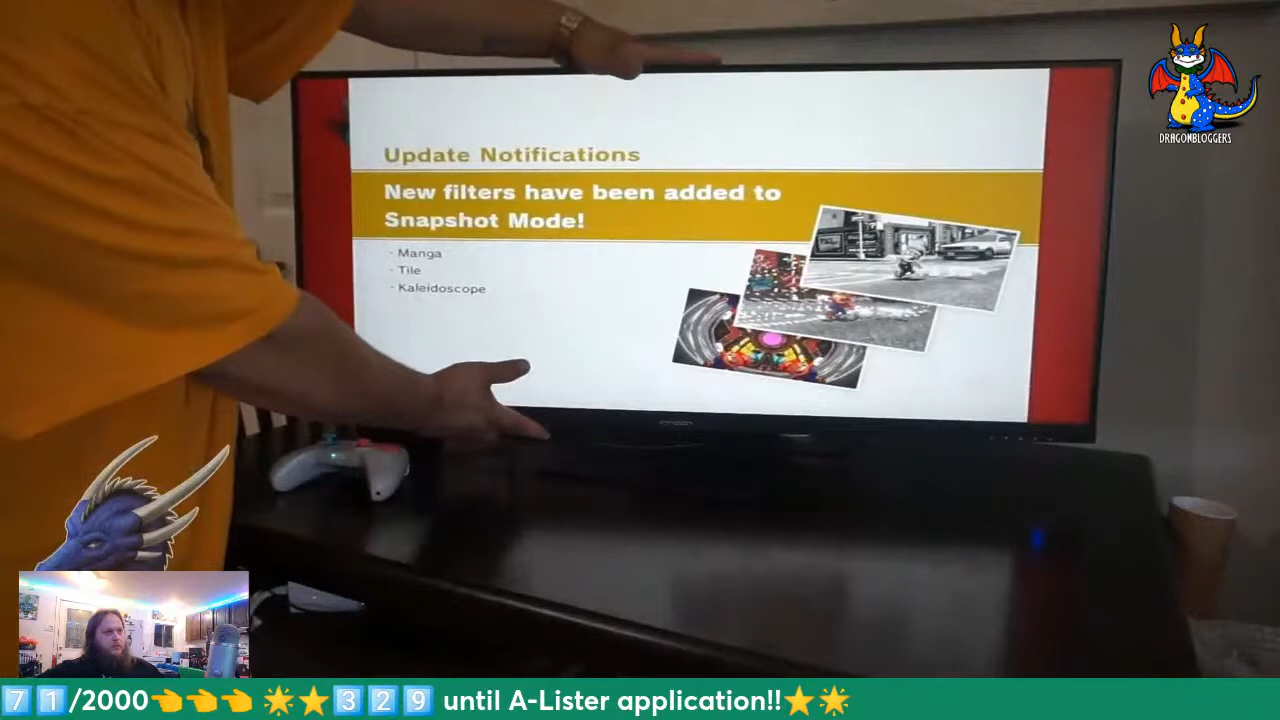 DRAGONBLOGGERS
Update Notifications
New filters have been added to
Snapshot Mode!
· Manga
· Tile
· Kaleidoscope
7 1 /2000👈👈👈 🌟⭐3 2 9 until A-Lister application!!⭐🌟